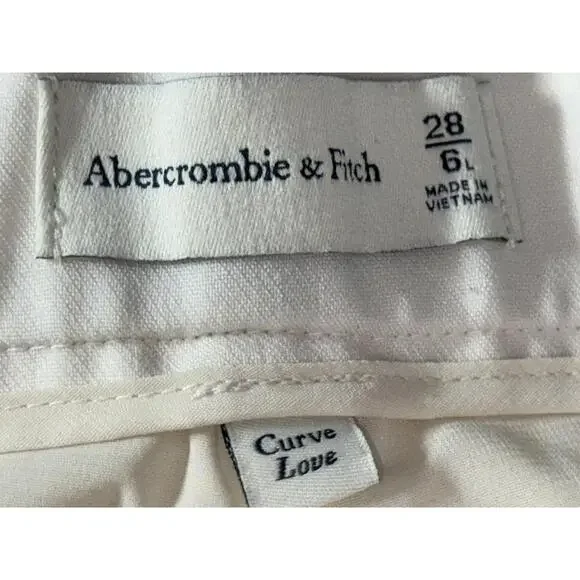 Abercrombie & Fitch
28
6L
MADE IN
VIETNAM
Curve
Love